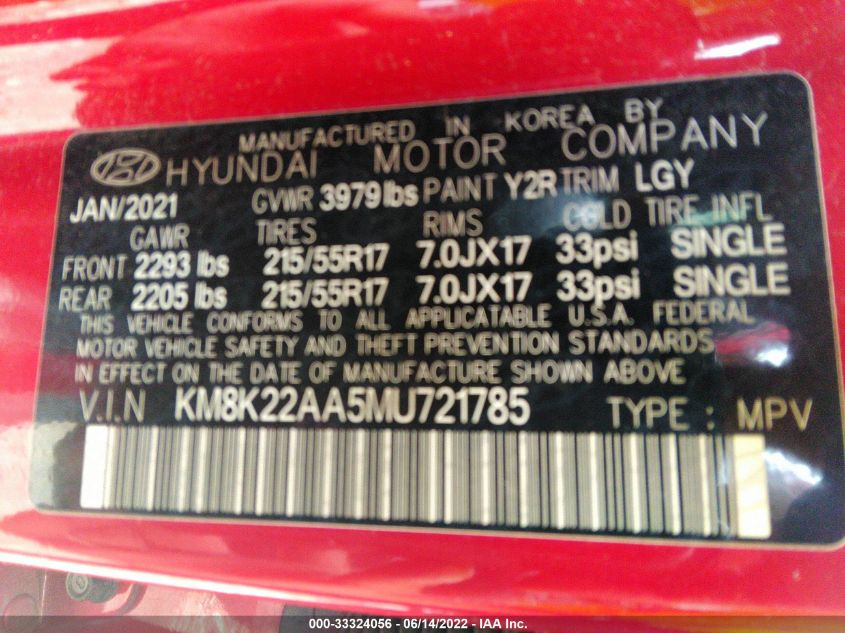 MANUFACTURED IN KOREA BY
HYUNDAI MOTOR COMPANY
JAN/2021 GVWR 3979lbs PAINT Y2R TRIM LGY
GAWR TIRES RIMS COLD TIRE INFL
FRONT 2293 lbs 215/55R17 7.0JX17 33psi SINGLE
REAR 2205 lbs 215/55R17 7.0JX17 33psi SINGLE
THIS VEHICLE CONFORMS TO ALL APPLICATABLE U.S.A. FEDERAL
MOTOR VEHICLE SAFETY AND THEFT PREVENTION STANDARDS
IN EFFECT ON THE DATE OF MANUFACTURE SHOWN ABOVE
V.I.N KM8K22AA5MU721785 TYPE : MPV
000-33324056 - 06/14/2022 - IAA Inc.